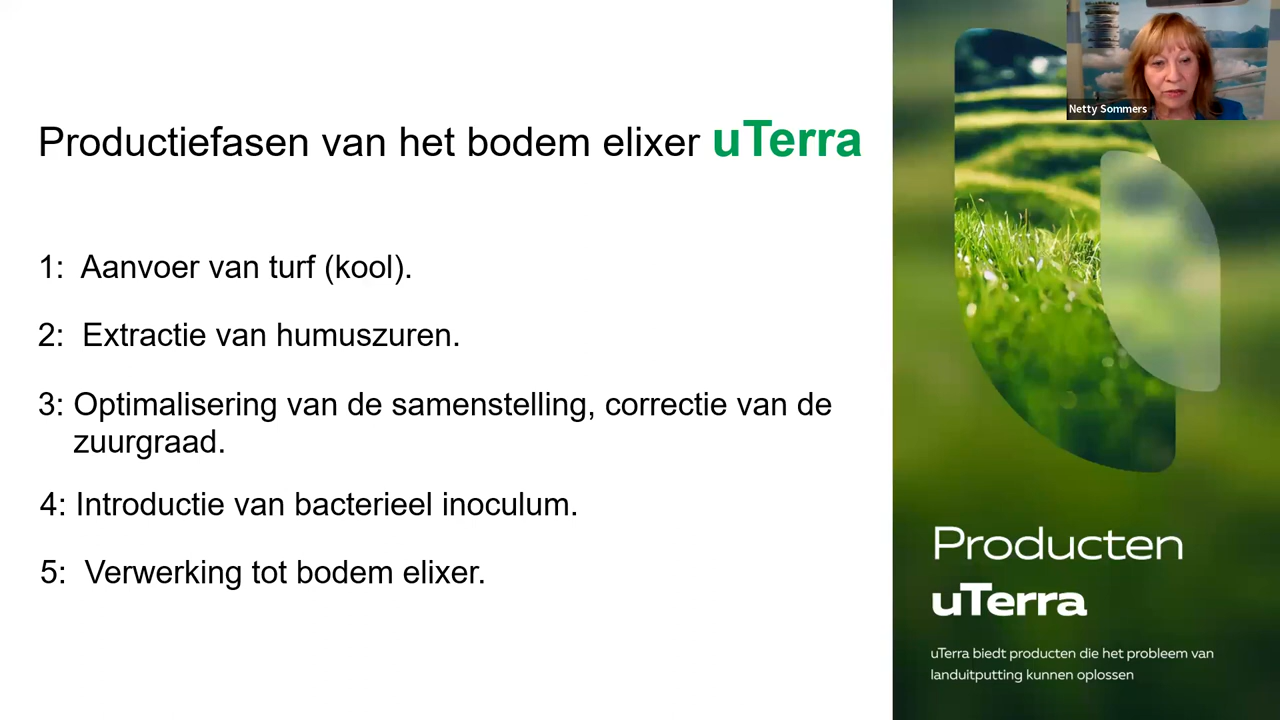 Productiefasen van het bodem elixer uTerra
1: Aanvoer van turf (kool).
2: Extractie van humuszuren.
3: Optimalisering van de samenstelling, correctie van de
zuurgraad.
4: Introductie van bacterieel inoculum.
5: Verwerking tot bodem elixer.
Netty Sommers
Producten
uTerra
uTerra biedt producten die het probleem van
landuitputting kunnen oplossen